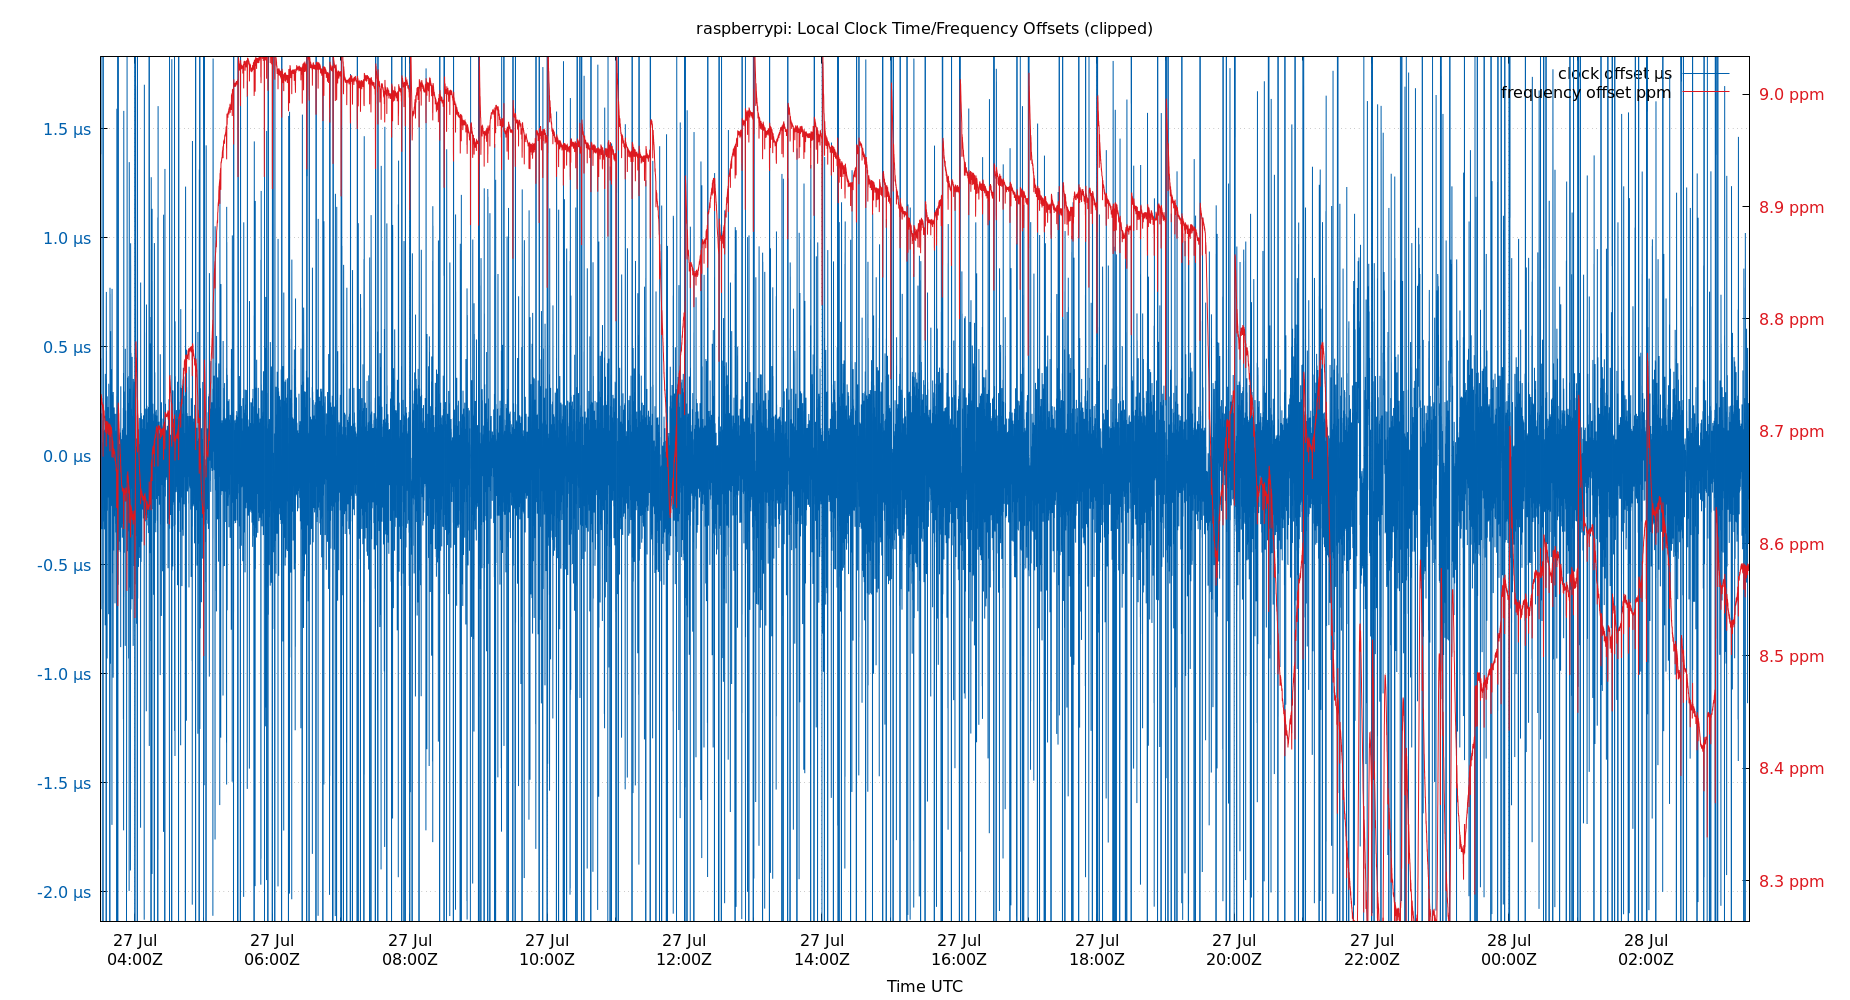 raspberrypi: Local Clock Time/Frequency Offsets (clipped)
clock offset µs
frequency offset ppm
1.5 µs
1.0 µs
0.5 µs
0.0 µs
-0.5 µs
-1.0 µs
-1.5 µs
-2.0 µs
9.0 ppm
8.9 ppm
8.8 ppm
8.7 ppm
8.6 ppm
8.5 ppm
8.4 ppm
8.3 ppm
27 Jul 27 Jul 27 Jul 27 Jul 27 Jul 27 Jul 27 Jul 27 Jul 27 Jul 27 Jul 28 Jul 28 Jul
04:00Z 06:00Z 08:00Z 10:00Z 12:00Z 14:00Z 16:00Z 18:00Z 20:00Z 22:00Z 00:00Z 02:00Z
Time UTC